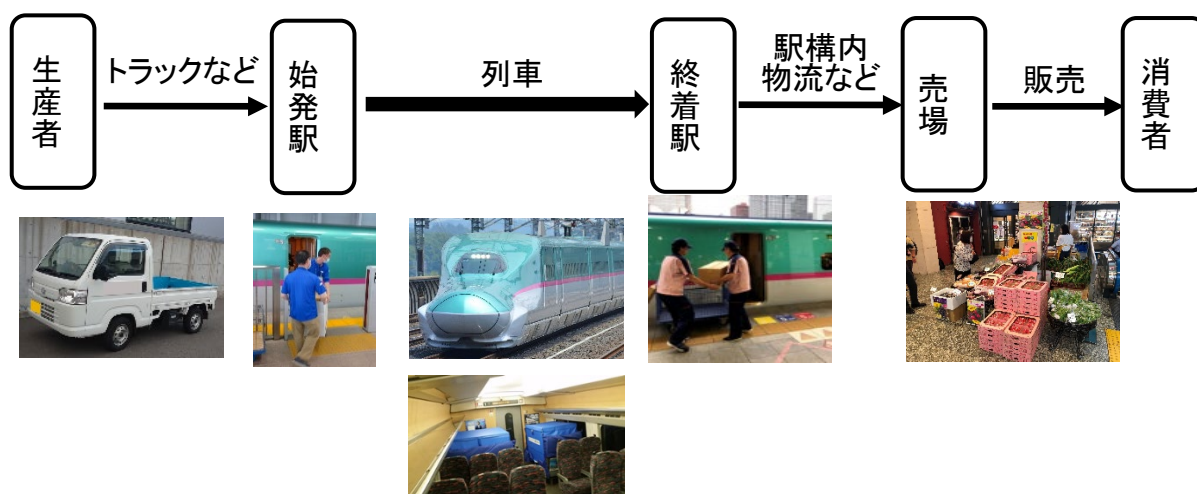 生産者
トラックなど
始発駅
列車
終着駅
駅構内
物流など
売場
販売
消費者